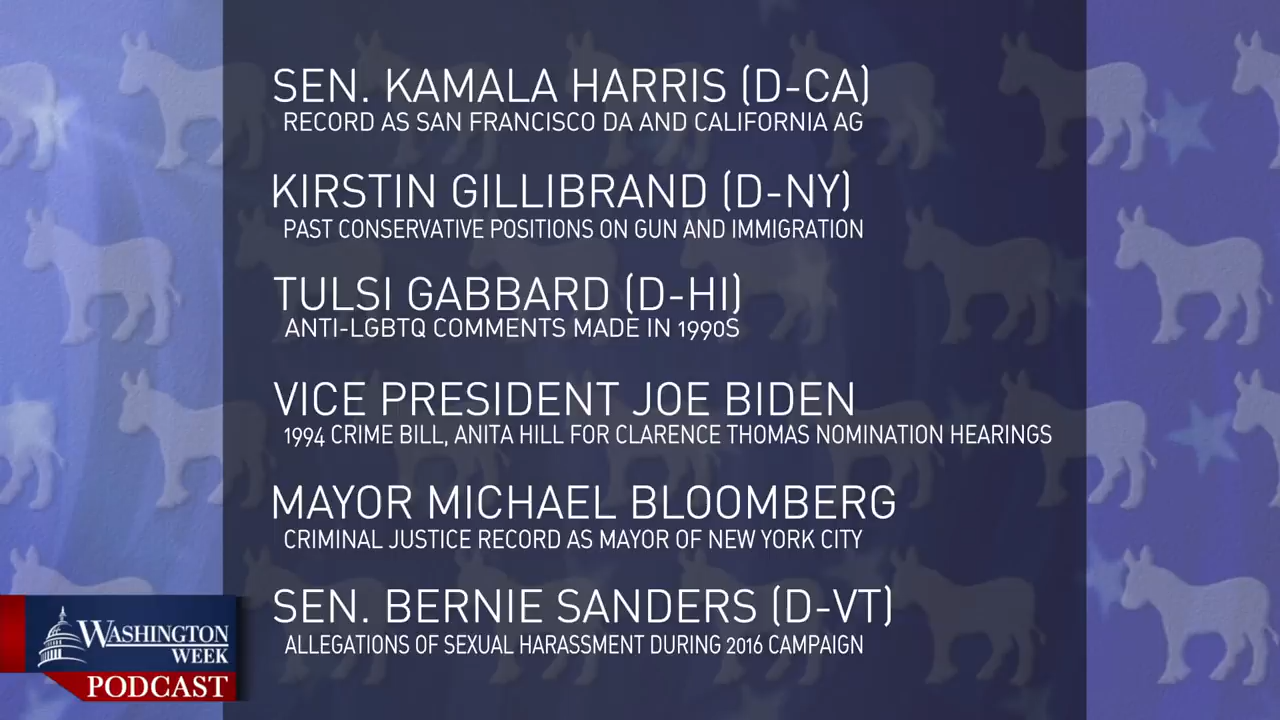 SEN. KAMALA HARRIS (D-CA)
RECORD AS SAN FRANCISCO DA AND CALIFORNIA AG
KIRSTIN GILLIBRAND (D-NY)
PAST CONSERVATIVE POSITIONS ON GUN AND IMMIGRATION
TULSI GABBARD (D-HI)
ANTI-LGBTQ COMMENTS MADE IN 1990S
VICE PRESIDENT JOE BIDEN
1994 CRIME BILL, ANITA HILL FOR CLARENCE THOMAS NOMINATION HEARINGS
MAYOR MICHAEL BLOOMBERG
CRIMINAL JUSTICE RECORD AS MAYOR OF NEW YORK CITY
SEN. BERNIE SANDERS (D-VT)
ALLEGATIONS OF SEXUAL HARASSMENT DURING 2016 CAMPAIGN
WASHINGTON
WEEK
PODCAST